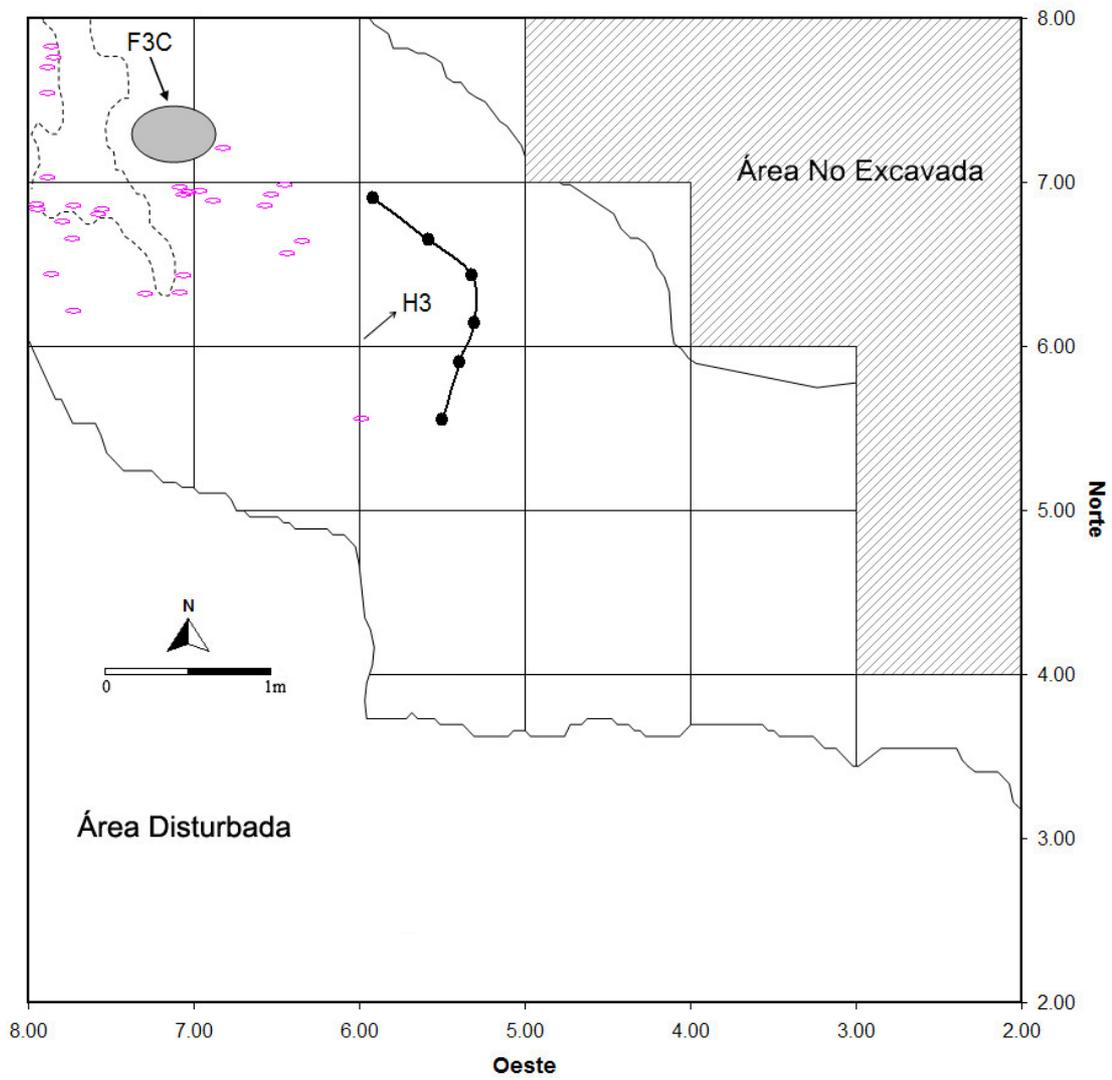 8.00
F3C
Área No Excavada
7.00
H3
6.00
5.00
Norte
N
0 1m
4.00
Área Disturbada
3.00
2.00
8.00 7.00 6.00 5.00 4.00 3.00 2.00
Oeste